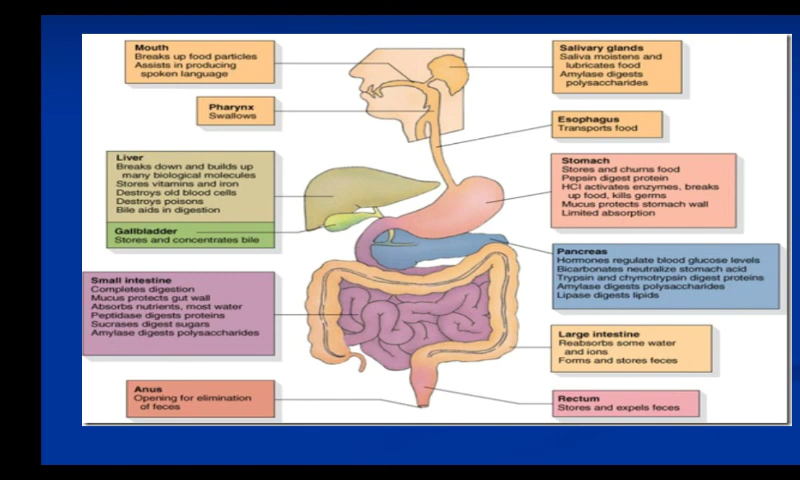 Mouth
Breaks up food particles
Assists in producing
spoken language
Pharynx
Swallows
Liver
Breaks down and builds up
many biological molecules
Stores vitamins and iron
Destroys old blood cells
Destroys poisons
Bile aids in digestion
Gallbladder
Stores and concentrates bile
Small intestine
Completes digestion
Mucus protects gut wall
Absorbs nutrients, most water
Peptidase digests proteins
Sucrases digest sugars
Amylase digests polysaccharides
Anus
Opening for elimination
of feces
Salivary glands
Saliva moistens and
lubricates food
Amylase digests
polysaccharides
Esophagus
Transports food
Stomach
Stores and churns food
Pepsin digest protein
HCl activates enzymes, breaks
up food, kills germs
Mucus protects stomach wall
Limited absorption
Pancreas
Hormones regulate blood glucose levels
Bicarbonates neutralize stomach acid
Trypsin and chymotrypsin digest proteins
Amylase digests polysaccharides
Lipase digests lipids
Large intestine
Reabsorbs some water
and ions
Forms and stores feces
Rectum
Stores and expels feces